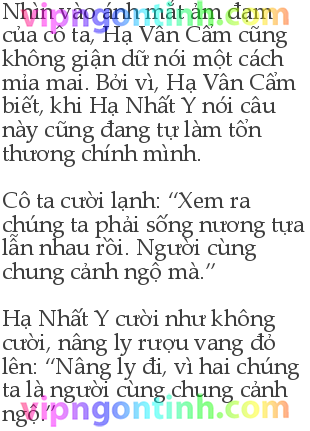 Nhìn vào ánh mắt ảm đạm
của cô ta, Hạ Vân Cẩm cũng
không giận dữ nói một cách
mỉa mai. Bởi vì, Hạ Vân Cẩm
biết, khi Hạ Nhất Y nói câu
này cũng đang tự làm tổn
thương chính mình.
Cô ta cười lạnh: “Xem ra
chúng ta phải sống nương tựa
lẫn nhau rồi. Người cùng
chung cảnh ngộ mà.”
Hạ Nhất Y cười như không
cười, nâng ly rượu vang đỏ
lên: “Nâng ly đi, vì hai chúng
ta là người cùng chung cảnh
ngộ.”
vipngontinh.com
vipngontinh.com